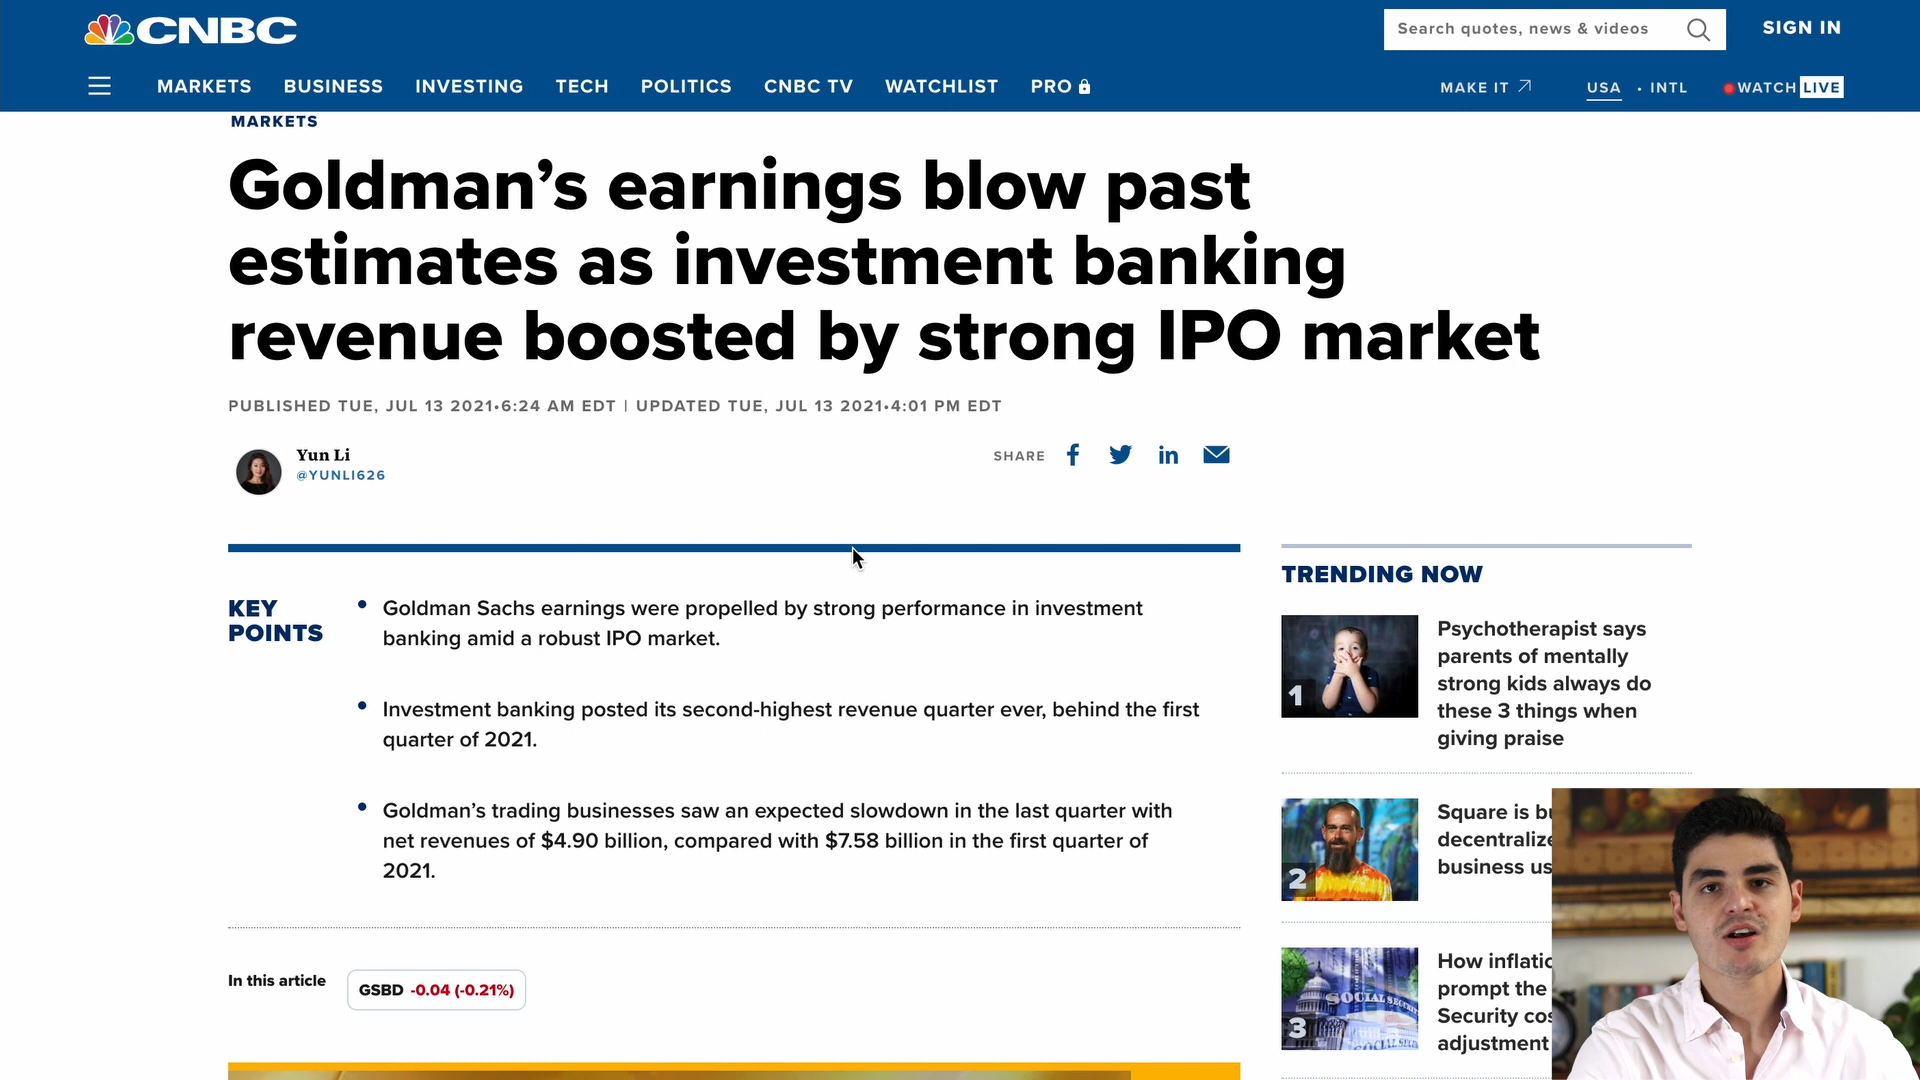 CNBC
Search quotes, news & videos
SIGN IN
MARKETS BUSINESS INVESTING TECH POLITICS CNBC TV WATCHLIST PRO
MAKE IT USA • INTL WATCH LIVE
MARKETS
Goldman’s earnings blow past
estimates as investment banking
revenue boosted by strong IPO market
PUBLISHED TUE, JUL 13 2021•6:24 AM EDT | UPDATED TUE, JUL 13 2021•4:01 PM EDT
Yun Li
@YUNLI626
SHARE
KEY
POINTS
• Goldman Sachs earnings were propelled by strong performance in investment
banking amid a robust IPO market.
• Investment banking posted its second-highest revenue quarter ever, behind the first
quarter of 2021.
• Goldman’s trading businesses saw an expected slowdown in the last quarter with
net revenues of $4.90 billion, compared with $7.58 billion in the first quarter of
2021.
In this article
GSBD -0.04 (-0.21%)
TRENDING NOW
1
Psychotherapist says
parents of mentally
strong kids always do
these 3 things when
giving praise
2
Square is
decentralize
business us
3
SOCIAL
How inflatio
prompt the
Security cos
adjustment